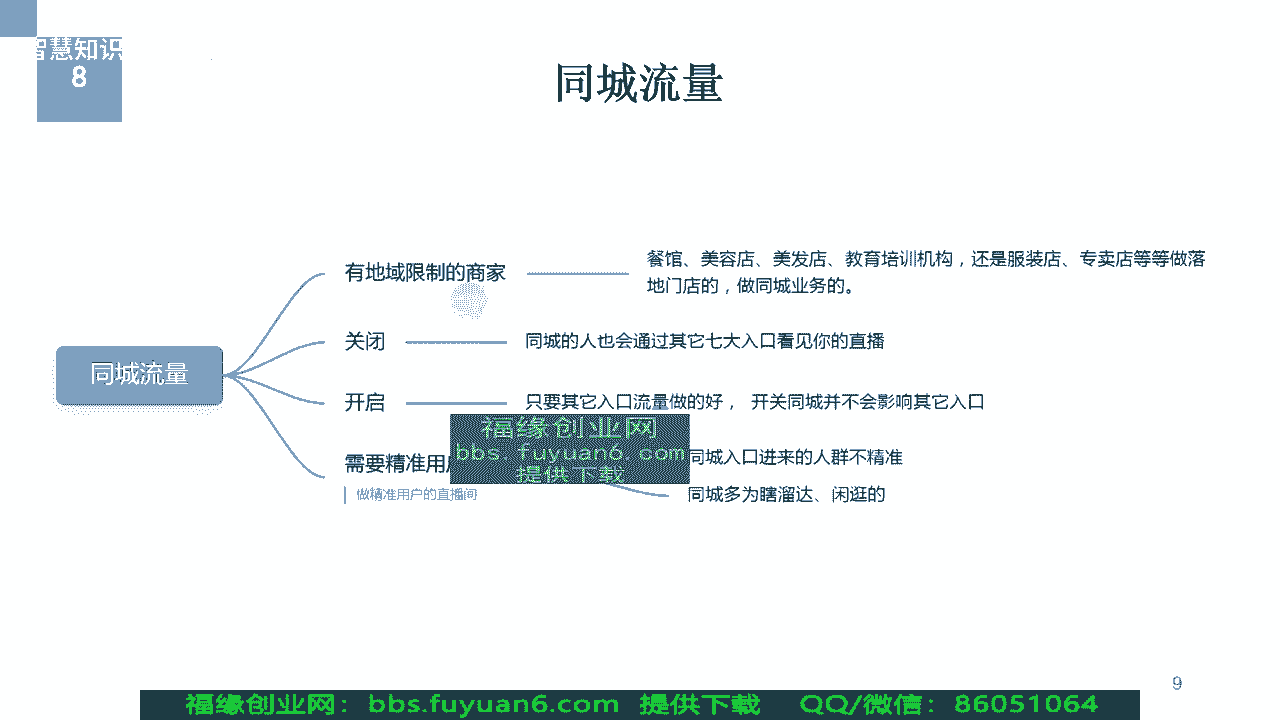 智慧知识
8
同城流量
有地域限制的商家
餐馆、美容店、美发店、教育培训机构，还是服装店、专卖店等等做落
地门店的，做同城业务的。
关闭
同城的人也会通过其它七大入口看见你的直播
同城流量
开启
只要其它入口流量做的好， 开关同城并不会影响其它入口
福缘创业网
bbs.fuyuan6.com
提供下载
需要精准用
同城入口进来的人群不精准
做精准用户的直播间
同城多为瞎溜达、闲逛的
9
福缘创业网：bbs.fuyuan6.com 提供下载 QQ/微信：86051064